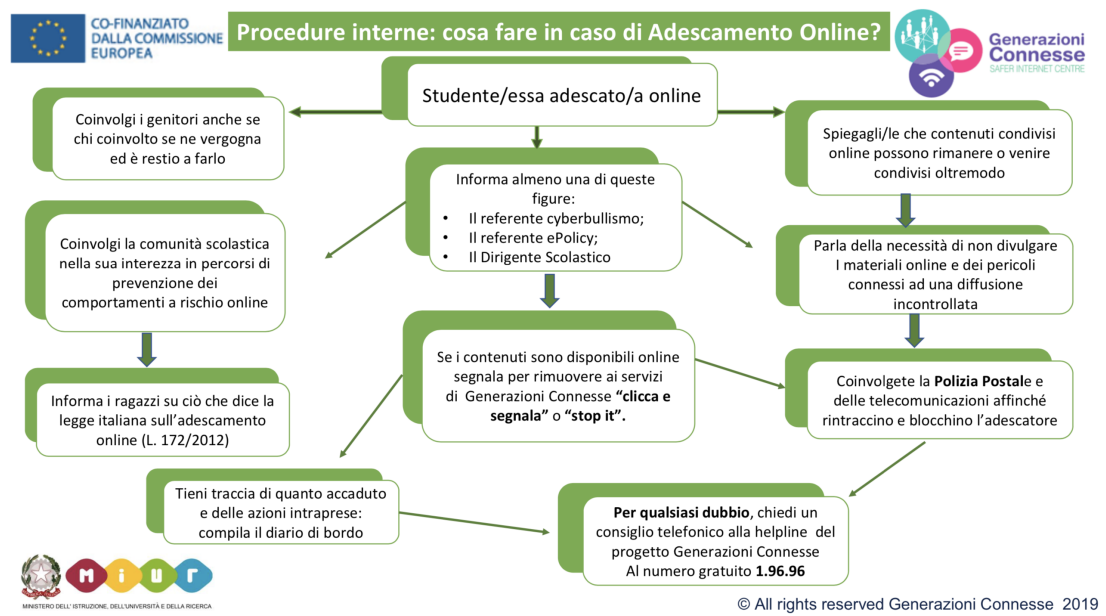 CO-FINANZIATO
DALLA COMMISSIONE
EUROPEA
Procedure interne: cosa fare in caso di Adescamento Online?
Generazioni
Connesse
SAFER INTERNET CENTRE
Studente/essa adescato/a online
Coinvolgi i genitori anche se
chi coinvolto se ne vergogna
ed è restio a farlo
Spiegagli/le che contenuti condivisi
online possono rimanere o venire
condivisi oltremodo
Informa almeno una di queste
figure:
• Il referente cyberbullismo;
• Il referente ePolicy;
• Il Dirigente Scolastico
Coinvolgi la comunità scolastica
nella sua interezza in percorsi di
prevenzione dei
comportamenti a rischio online
Parla della necessità di non divulgare
I materiali online e dei pericoli
connessi ad una diffusione
incontrollata
Se i contenuti sono disponibili online
segnala per rimuovere ai servizi
di Generazioni Connesse “clicca e
segnala” o “stop it”.
Informa i ragazzi su ciò che dice la
legge italiana sull’adescamento
online (L. 172/2012)
Coinvolgete la Polizia Postale e
delle telecomunicazioni affinché
rintraccino e blocchino l’adescatore
Tieni traccia di quanto accaduto
e delle azioni intraprese:
compila il diario di bordo
Per qualsiasi dubbio, chiedi un
consiglio telefonico alla helpline del
progetto Generazioni Connesse
Al numero gratuito 1.96.96
MIUR
MINISTERO DELL' ISTRUZIONE, DELL'UNIVERSITÀ E DELLA RICERCA
© All rights reserved Generazioni Connesse 2019